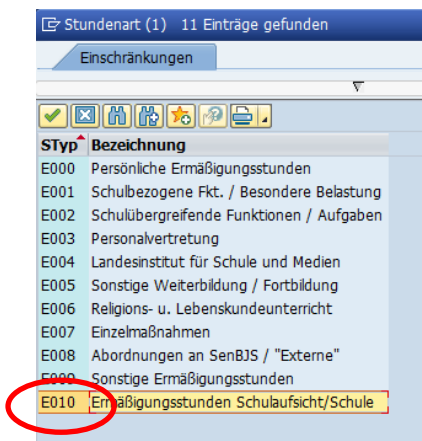 Stundenart (1) 11 Einträge gefunden
Einschränkungen
STyp Bezeichnung
E000 Persönliche Ermäßigungsstunden
E001 Schulbezogene Fkt. / Besondere Belastung
E002 Schulübergreifende Funktionen / Aufgaben
E003 Personalvertretung
E004 Landesinstitut für Schule und Medien
E005 Sonstige Weiterbildung / Fortbildung
E006 Religions- u. Lebenskundeunterricht
E007 Einzelmaßnahmen
E008 Abordnungen an SenBJS / "Externe"
E009 Sonstige Ermäßigungsstunden
E010 Ermäßigungsstunden Schulaufsicht/Schule